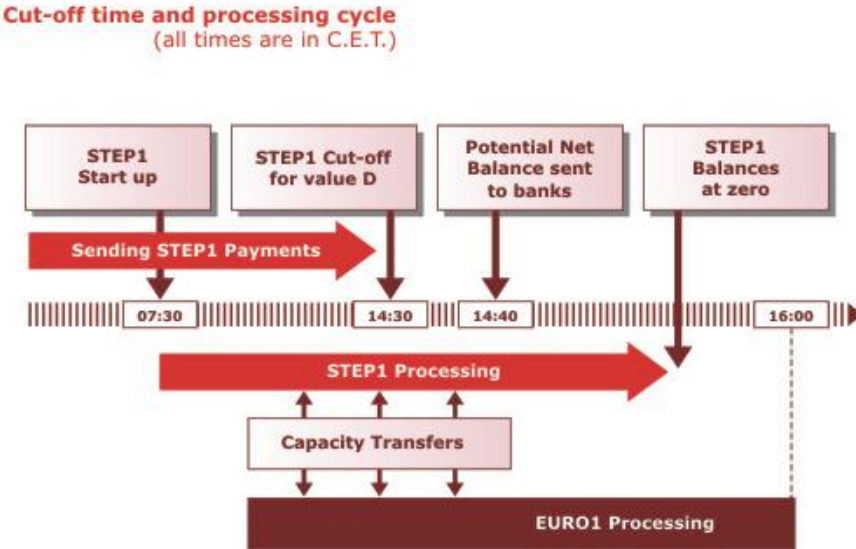 Cut-off time and processing cycle
(all times are in C.E.T.)
STEP1
Start up
STEP1 Cut-off
for value D
Potential Net
Balance sent
to banks
STEP1
Balances
at zero
Sending STEP1 Payments
07:30
14:30
14:40
16:00
STEP1 Processing
Capacity Transfers
EURO1 Processing